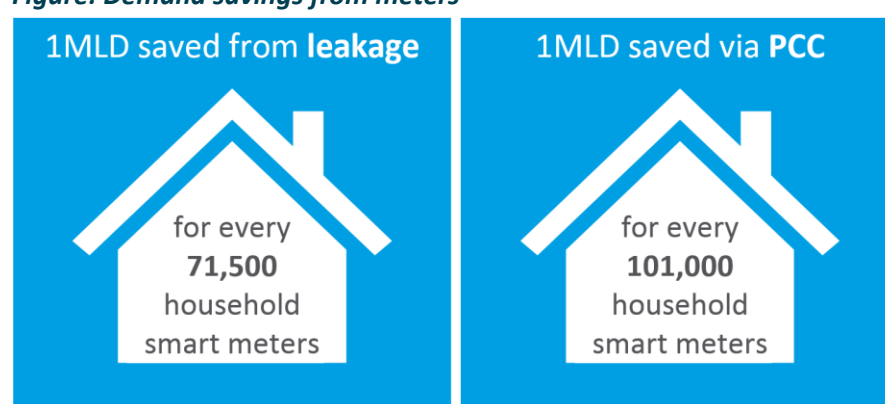 Figure: Demand savings from meters
1MLD saved from leakage
for every
71,500
household
smart meters
1MLD saved via PCC
for every
101,000
household
smart meters